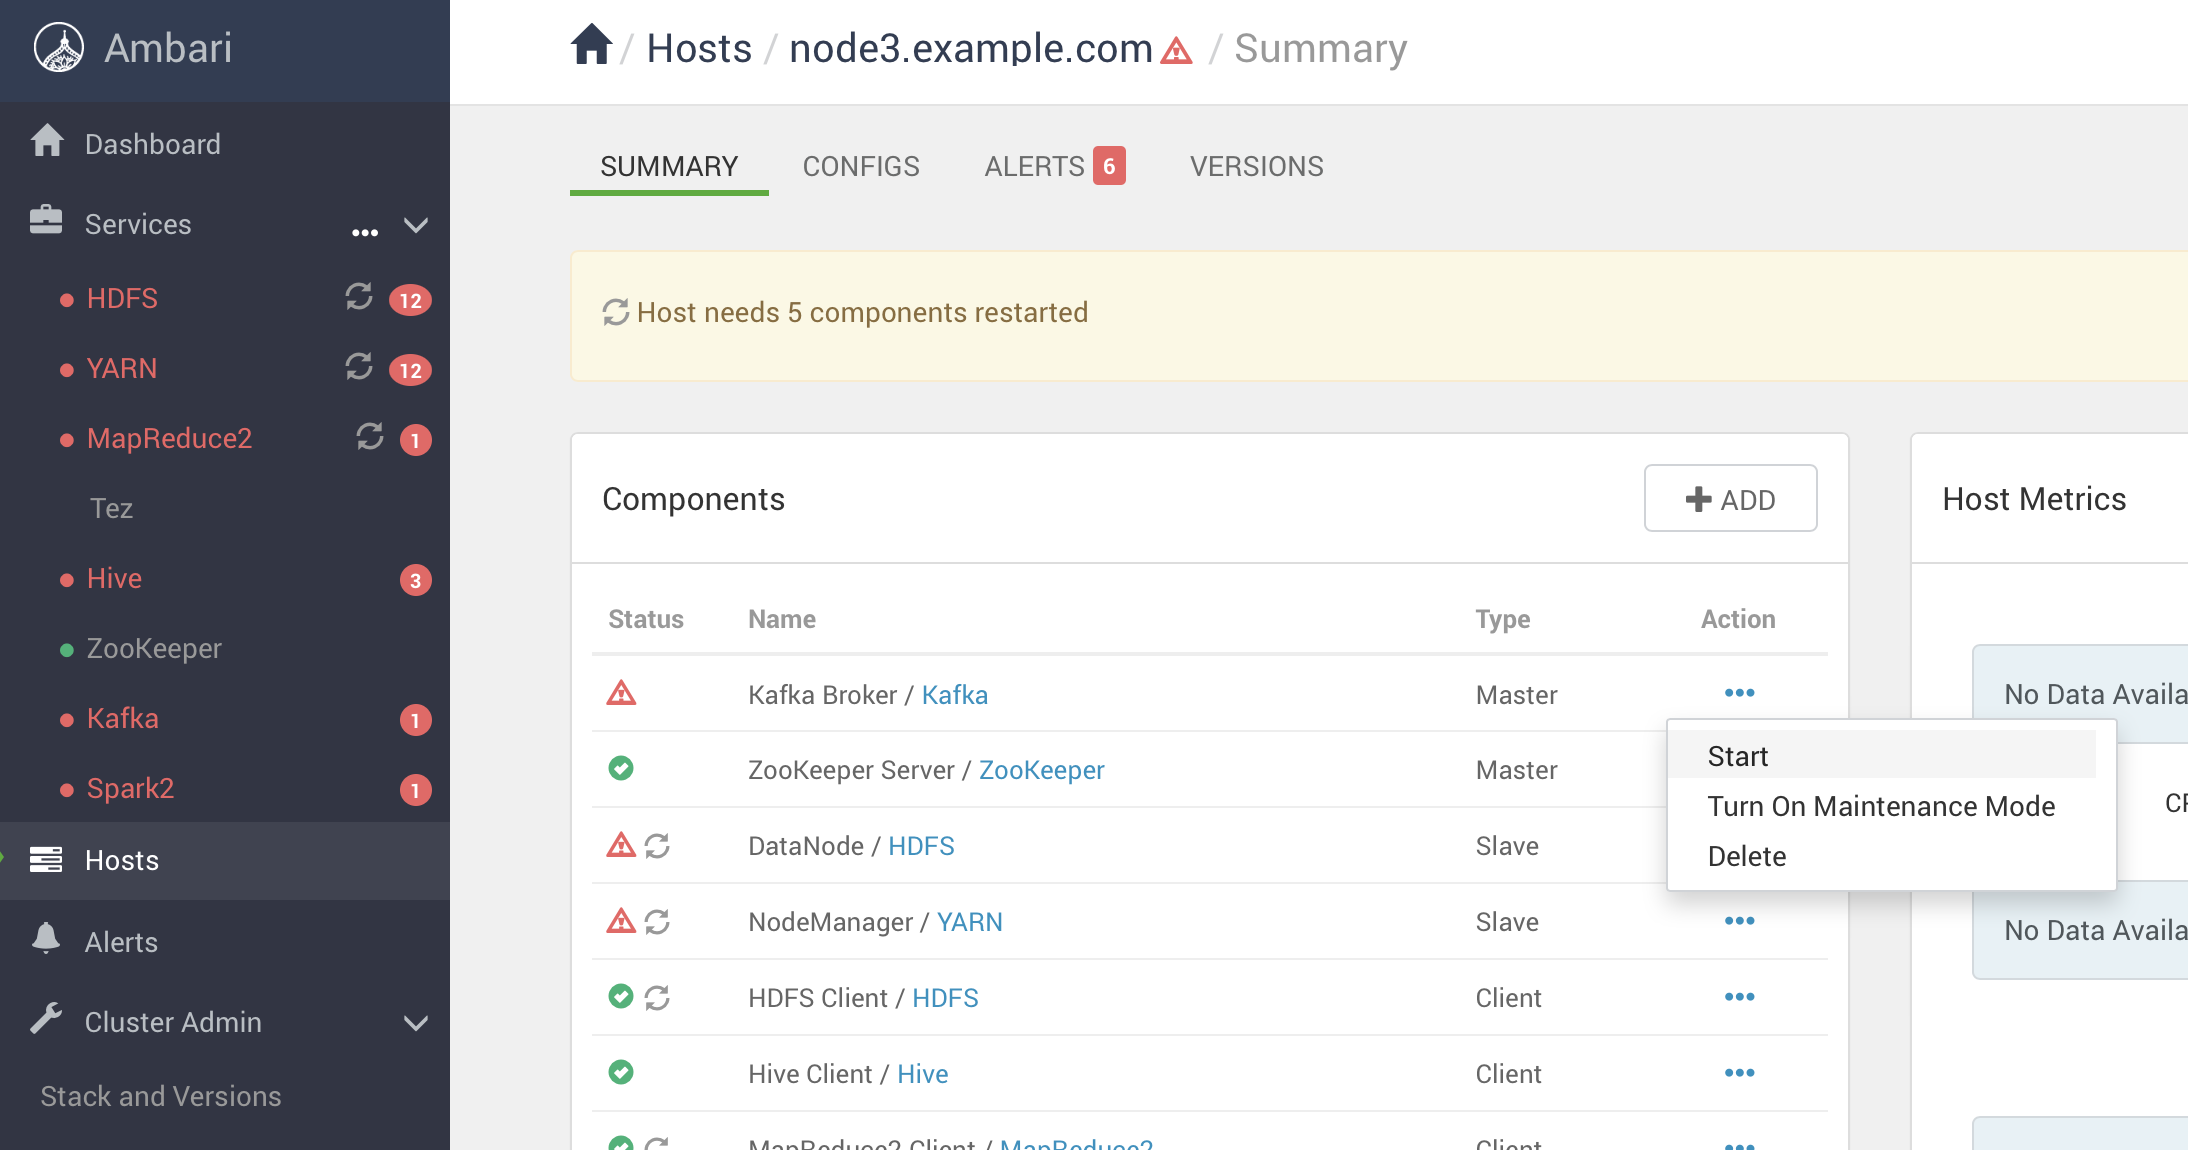 Ambari
Dashboard
Services ...
HDFS 12
YARN 12
MapReduce2 1
Tez
Hive 3
ZooKeeper
Kafka 1
Spark2 1
Hosts
Alerts
Cluster Admin
Stack and Versions
/ Hosts / node3.example.com / Summary
SUMMARY CONFIGS ALERTS 6 VERSIONS
Host needs 5 components restarted
Components ADD
Status Name Type Action
Kafka Broker / Kafka Master ...
ZooKeeper Server / ZooKeeper Master
DataNode / HDFS Slave
NodeManager / YARN Slave ...
HDFS Client / HDFS Client ...
Hive Client / Hive Client ...
MapReduce2 Client / MapReduce2 Client ...
Start
Turn On Maintenance Mode
Delete
Host Metrics
No Data Availa
No Data Availa